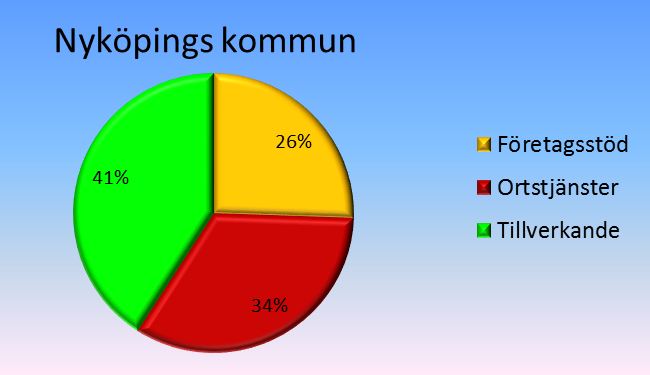 Nyköpings kommun
26%
41%
34%
Företagsstöd
Ortstjänster
Tillverkande